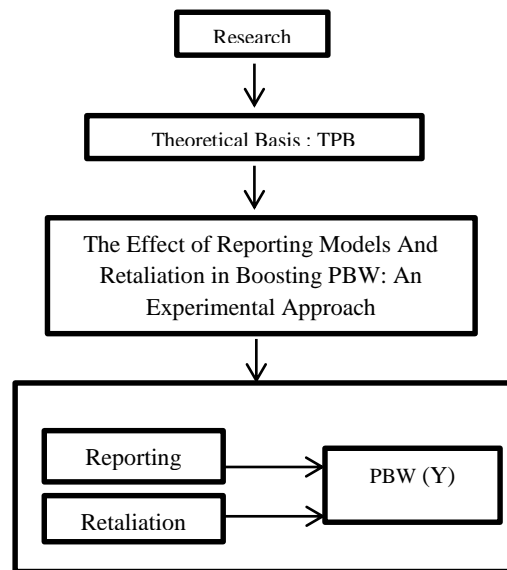 Research
Theoretical Basis : TPB
The Effect of Reporting Models And
Retaliation in Boosting PBW: An
Experimental Approach
Reporting
PBW (Y)
Retaliation